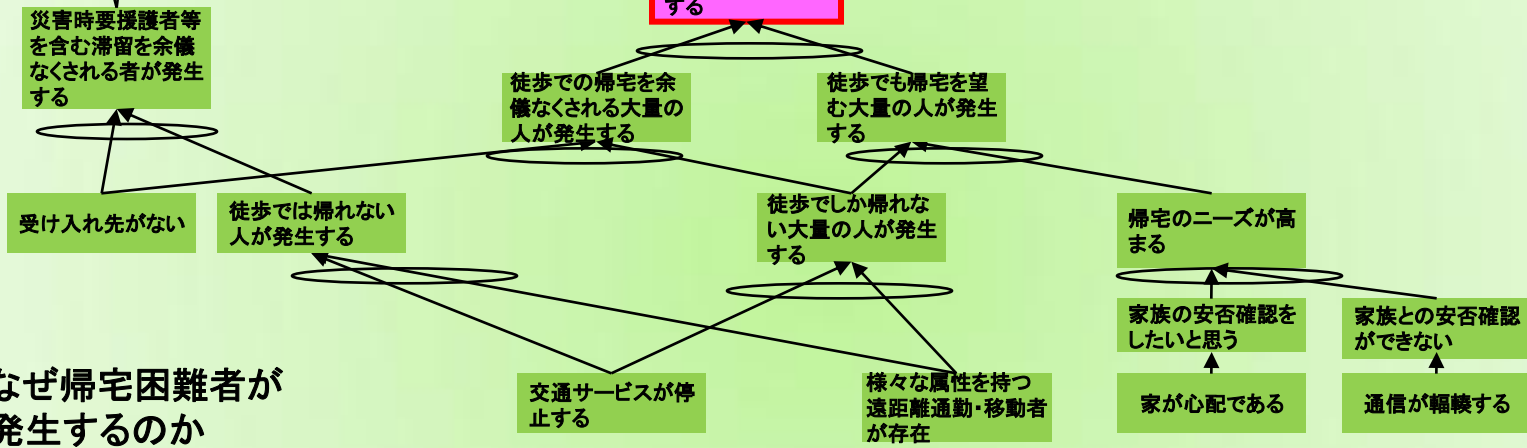 する
災害時要援護者等
を含む滞留を余儀
なくされる者が発生
する
徒歩での帰宅を余
儀なくされる大量の
人が発生する
徒歩でも帰宅を望
む大量の人が発生
する
受け入れ先がない
徒歩では帰れない
人が発生する
徒歩でしか帰れな
い大量の人が発生
する
帰宅のニーズが高
まる
家族の安否確認を
したいと思う
家族との安否確認
ができない
交通サービスが停
止する
様々な属性を持つ
遠距離通勤・移動者
が存在
家が心配である
通信が輻輳する
なぜ帰宅困難者が
発生するのか